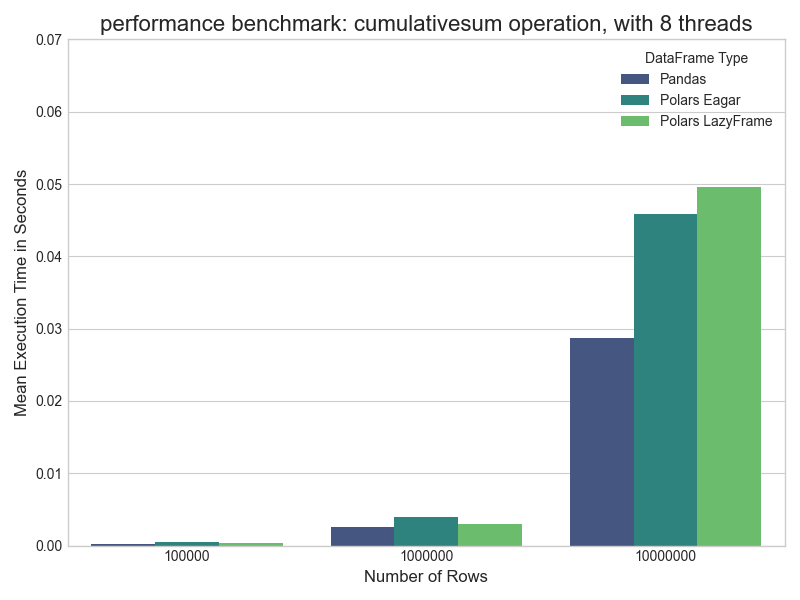 performance benchmark: cumulativesum operation, with 8 threads
DataFrame Type
Pandas
Polars Eagar
Polars LazyFrame
Mean Execution Time in Seconds
0.07
0.06
0.05
0.04
0.03
0.02
0.01
0.00
100000
1000000
10000000
Number of Rows